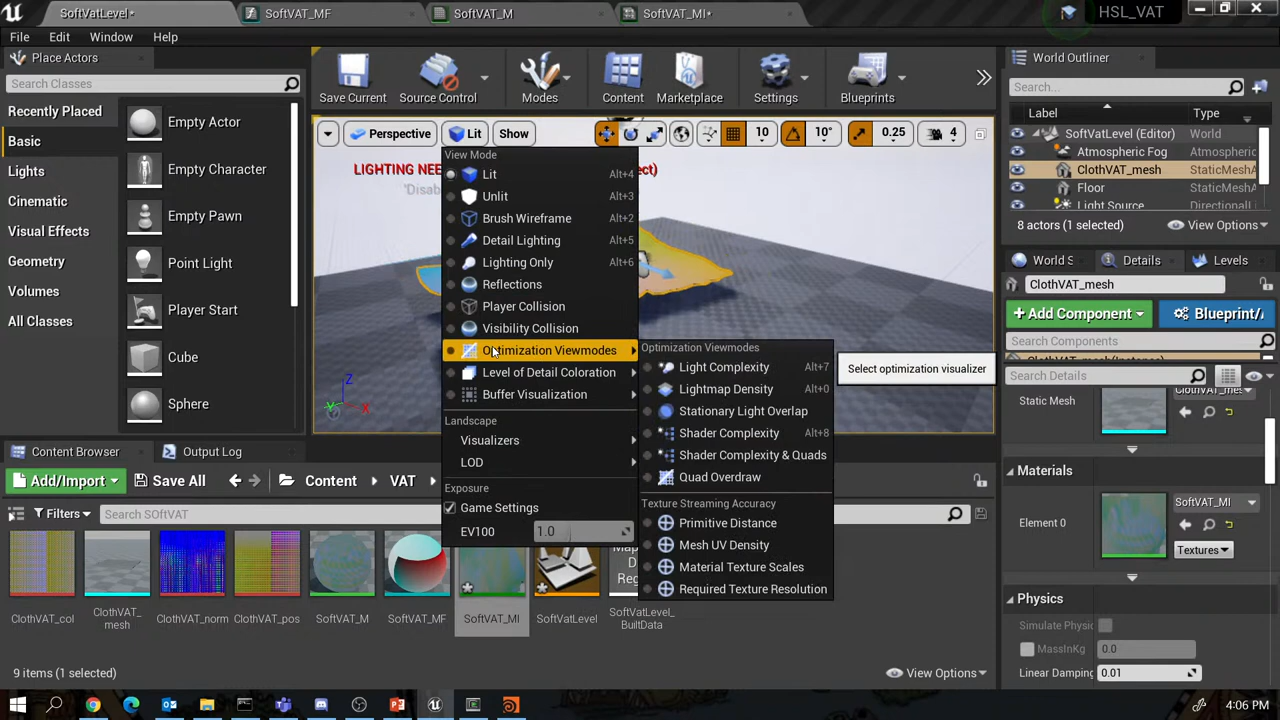 SoftVatLevel*
SoftVAT_MF
SoftVAT_M
SoftVAT_MI•
HSL_VAT
File Edit Window Help
Place Actors
Search Classes
Recently Placed
Basic
Lights
Cinematic
Visual Effects
Geometry
Volumes
All Classes
Empty Actor
Empty Character
Empty Pawn
Point Light
Player Start
Cube
Sphere
Save Current
Source Control
Modes
Content
Marketplace
Settings
Blueprints
Perspective
Lit
Show
10
10°
0.25
4
LIGHTING NEE
ect)
'Disab
View Mode
Lit Alt+4
Unlit Alt+3
Brush Wireframe Alt+2
Detail Lighting Alt+5
Lighting Only Alt+6
Reflections
Player Collision
Visibility Collision
Optimization Viewmodes
Level of Detail Coloration
Buffer Visualization
Landscape
Visualizers
LOD
Exposure
Game Settings
EV100 1.0
Optimization Viewmodes
Light Complexity Alt+7
Lightmap Density Alt+0
Stationary Light Overlap
Shader Complexity Alt+8
Shader Complexity & Quads
Quad Overdraw
Texture Streaming Accuracy
Primitive Distance
Mesh UV Density
Material Texture Scales
Required Texture Resolution
Select optimization visualizer
Z
Y
X
World Outliner
Search...
Label Type
SoftVatLevel (Editor) World
Atmospheric Fog Atmospheric
ClothVAT_mesh StaticMeshA
Floor StaticMeshA
Light Source Directional
8 actors (1 selected)
View Options
World S
Details
Levels
ClothVAT_mesh
+ Add Component
Blueprint/
Search Components
Search Details
Static Mesh
Materials
Element 0
SoftVAT_MI
Textures
Physics
Simulate Physic
MassInKg 0.0
Linear Damping 0.01
Content Browser
Output Log
Add/Import
Save All
Content
VAT
Filters
Search SOftVAT
ClothVAT_col
ClothVAT_
mesh
ClothVAT_norm
ClothVAT_pos
SoftVAT_M
SoftVAT_MF
SoftVAT_MI
SoftVatLevel
SoftVatLevel_
BuiltData
9 items (1 selected)
View Options
4:06 PM